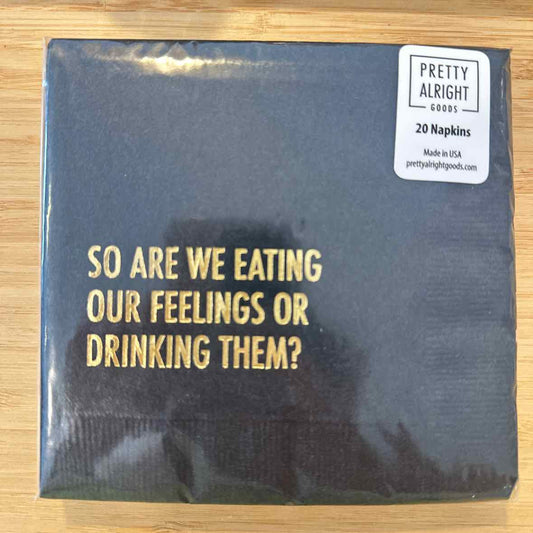 PRETTY
ALRIGHT
GOODS
20 Napkins
Made in USA
prettyalrightgoods.com
SO ARE WE EATING
OUR FEELINGS OR
DRINKING THEM?